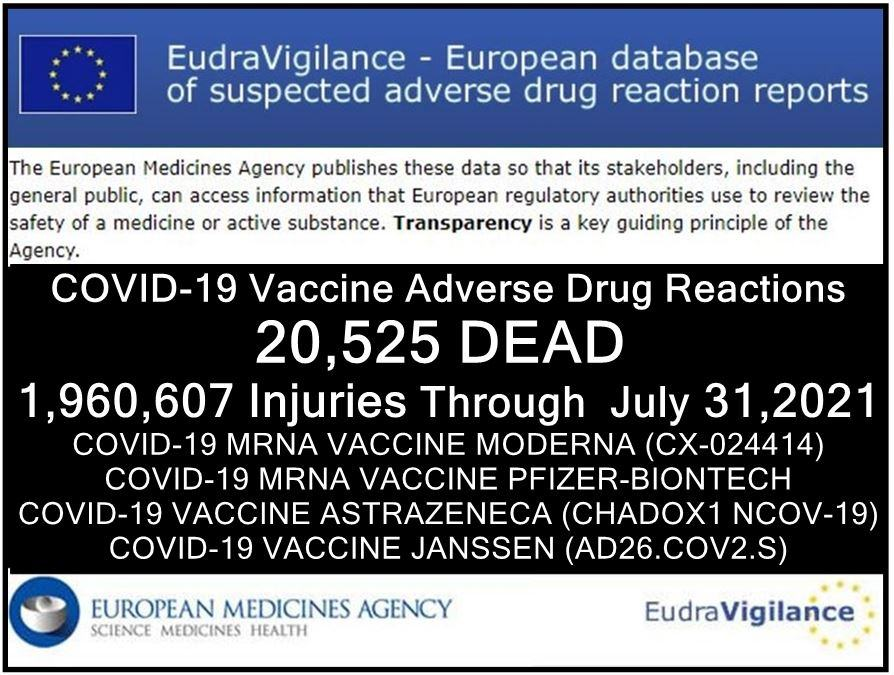 EudraVigilance - European database
of suspected adverse drug reaction reports
The European Medicines Agency publishes these data so that its stakeholders, including the
general public, can access information that European regulatory authorities use to review the
safety of a medicine or active substance. Transparency is a key guiding principle of the
Agency.
COVID-19 Vaccine Adverse Drug Reactions
20,525 DEAD
1,960,607 Injuries Through July 31,2021
COVID-19 MRNA VACCINE MODERNA (CX-024414)
COVID-19 MRNA VACCINE PFIZER-BIONTECH
COVID-19 VACCINE ASTRAZENECA (CHADOX1 NCOV-19)
COVID-19 VACCINE JANSSEN (AD26.COV2.S)
EUROPEAN MEDICINES AGENCY
SCIENCE MEDICINES HEALTH
EudraVigilance